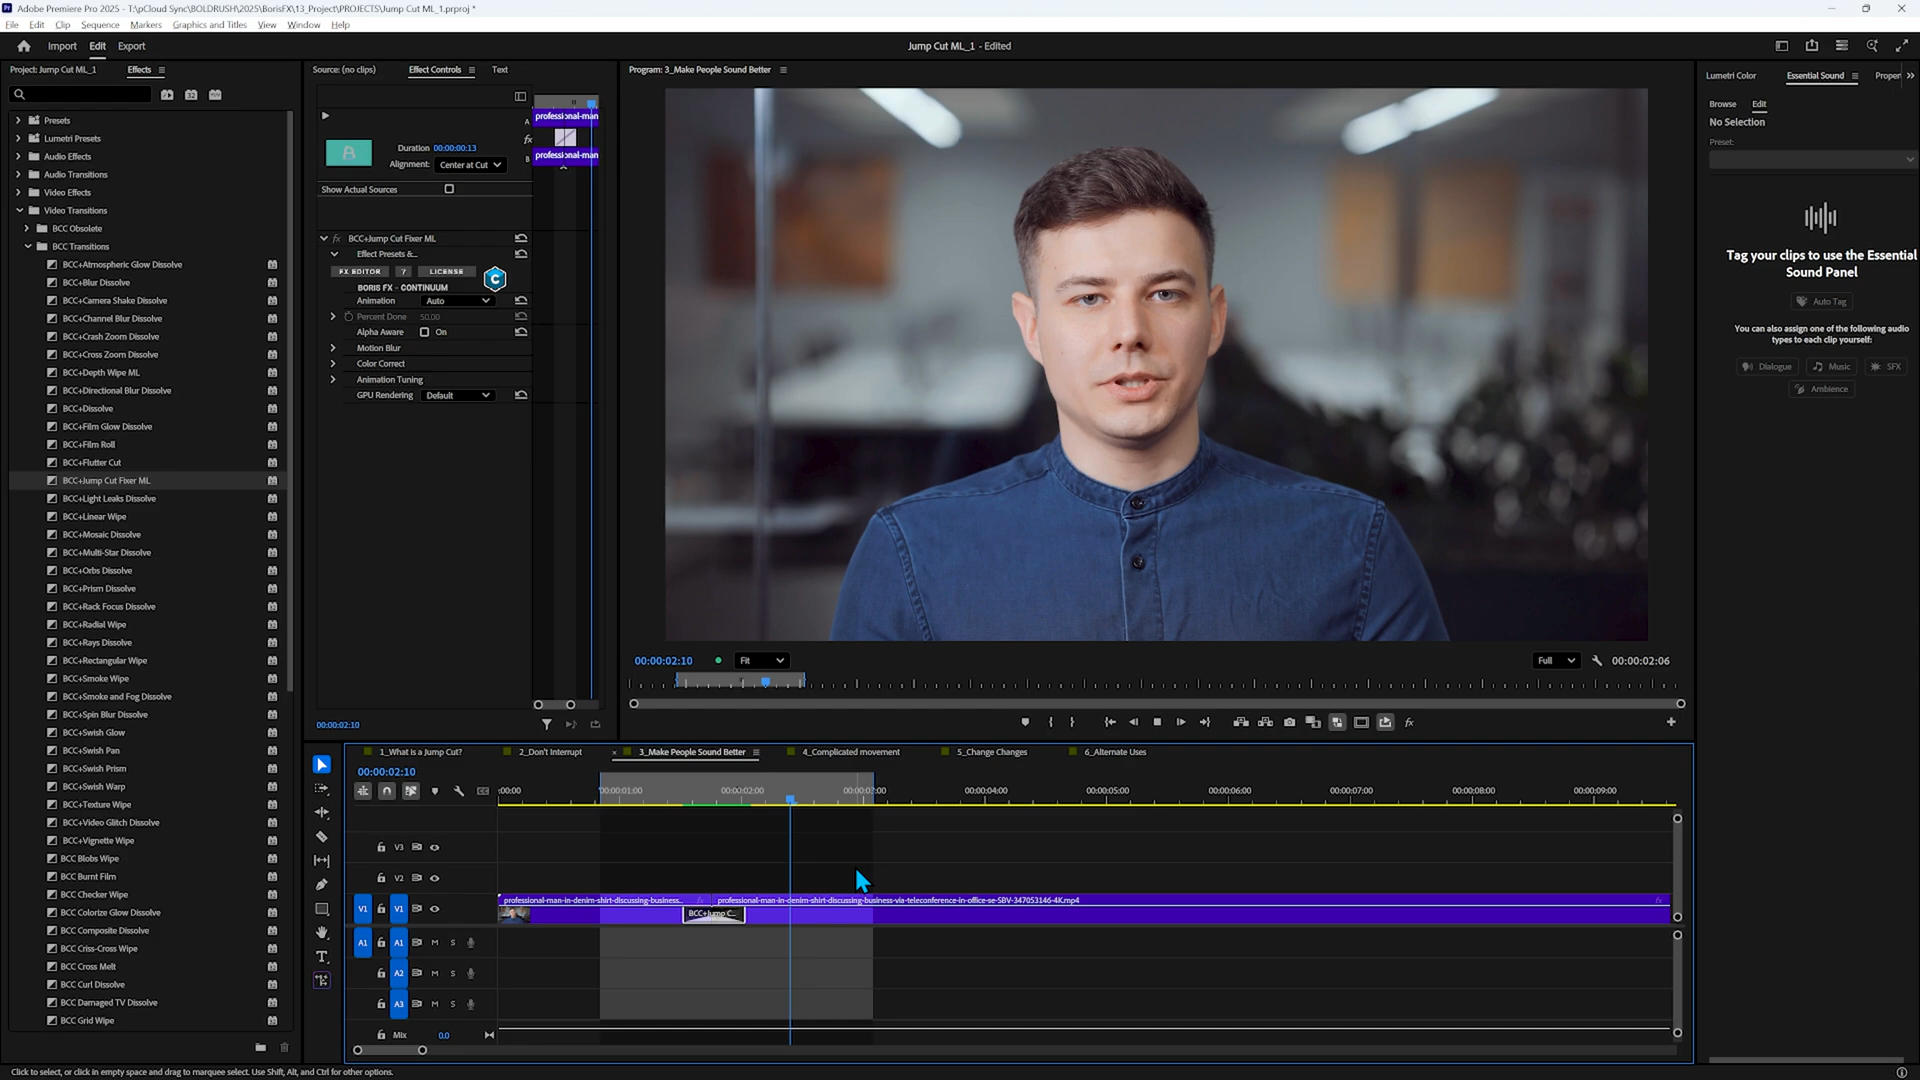 Adobe Premiere Pro 2025 - T:\pCloud Sync\BOLDRUSH\2025\BorisFX\13_Project\PROJECTS\Jump Cut ML_1.prproj *
File Edit Clip Sequence Markers Graphics and Titles View Window Help
Import Edit Export
Jump Cut ML_1 - Edited
Project: Jump Cut ML_1 Effects
Presets
Lumetri Presets
Audio Effects
Audio Transitions
Video Effects
Video Transitions
BCC Obsolete
BCC Transitions
BCC+Atmospheric Glow Dissolve
BCC+Blur Dissolve
BCC+Camera Shake Dissolve
BCC+Channel Blur Dissolve
BCC+Crash Zoom Dissolve
BCC+Cross Zoom Dissolve
BCC+Depth Wipe ML
BCC+Directional Blur Dissolve
BCC+Dissolve
BCC+Film Glow Dissolve
BCC+Film Roll
BCC+Flutter Cut
BCC+Jump Cut Fixer ML
BCC+Light Leaks Dissolve
BCC+Linear Wipe
BCC+Mosaic Dissolve
BCC+Multi-Star Dissolve
BCC+Orbs Dissolve
BCC+Prism Dissolve
BCC+Rack Focus Dissolve
BCC+Radial Wipe
BCC+Rays Dissolve
BCC+Rectangular Wipe
BCC+Smoke Wipe
BCC+Smoke and Fog Dissolve
BCC+Spin Blur Dissolve
BCC+Swish Glow
BCC+Swish Pan
BCC+Swish Prism
BCC+Swish Warp
BCC+Texture Wipe
BCC+Video Glitch Dissolve
BCC+Vignette Wipe
BCC Blobs Wipe
BCC Burnt Film
BCC Checker Wipe
BCC Colorize Glow Dissolve
BCC Composite Dissolve
BCC Criss-Cross Wipe
BCC Cross Melt
BCC Curl Dissolve
BCC Damaged TV Dissolve
BCC Grid Wipe
Source: (no clips) Effect Controls Text
Duration 00:00:00:13
Alignment: Center at Cut
Show Actual Sources
A professional-man
fx
B professional-man
fx BCC+Jump Cut Fixer ML
Effect Presets &...
FX EDITOR ? LICENSE
BORIS FX - CONTINUUM
Animation Auto
Percent Done 50.00
Alpha Aware On
Motion Blur
Color Correct
Animation Tuning
GPU Rendering Default
00:00:02:10
Program: 3_Make People Sound Better
00:00:02:10 Fit Full 00:00:02:06
Lumetri Color Essential Sound Proper
Browse Edit
No Selection
Preset:
Tag your clips to use the Essential
Sound Panel
Auto Tag
You can also assign one of the following audio
types to each clip yourself:
Dialogue Music SFX
Ambience
1_What is a Jump Cut? 2_Don't Interrupt 3_Make People Sound Better 4_Complicated movement 5_Change Changes 6_Alternate Uses
00:00:02:10
:00:00 00:00:01:00 00:00:02:00 00:00:03:00 00:00:04:00 00:00:05:00 00:00:06:00 00:00:07:00 00:00:08:00 00:00:09:00
V3
V2
V1 V1 professional-man-in-denim-shirt-discussing-business... fx professional-man-in-denim-shirt-discussing-business-via-teleconference-in-office-se-SBV-347053146-4K.mp4 fx
BCC+Jump C...
A1 A1 M S
A2 M S
A3 M S
Mix 0.0
Click to select, or click in empty space and drag to marquee select. Use Shift, Alt, and Ctrl for other options.